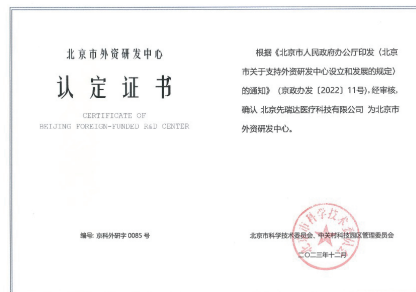 北京市外资研发中心
认定证书
CERTIFICATE OF
BEIJING FOREIGN-FUNDED R&D CENTER
编号: 京科外研字 0085 号
根据《北京市人民政府办公厅印发〈北京
市关于支持外资研发中心设立和发展的规定〉
的通知》（京政办发〔2022〕11号）, 经审核,
确认 北京先瑞达医疗科技有限公司 为北京市
外资研发中心。
北京市科学技术委员会、中关村科技园区管理委员会
二〇二三年十二月